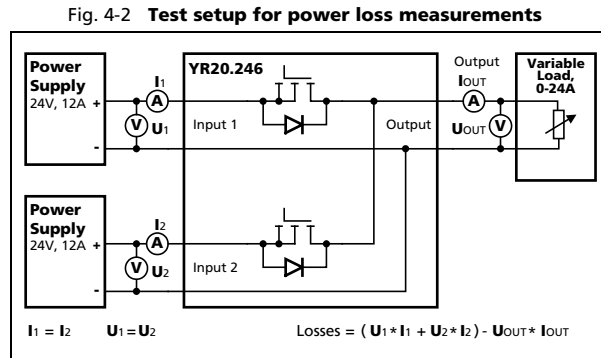 Fig. 4-2 Test setup for power loss measurements
Power
Supply
24V, 12A +
-
I1
A
V
U1
YR20.246
Input 1
Output
Output
IOUT
A
UOUT
V
Variable
Load,
0-24A
Power
Supply
24V, 12A +
-
I2
A
V
U2
Input 2
I1 = I2
U1=U2
Losses = ( U1* I1 + U2* I2 ) - UOUT* IOUT